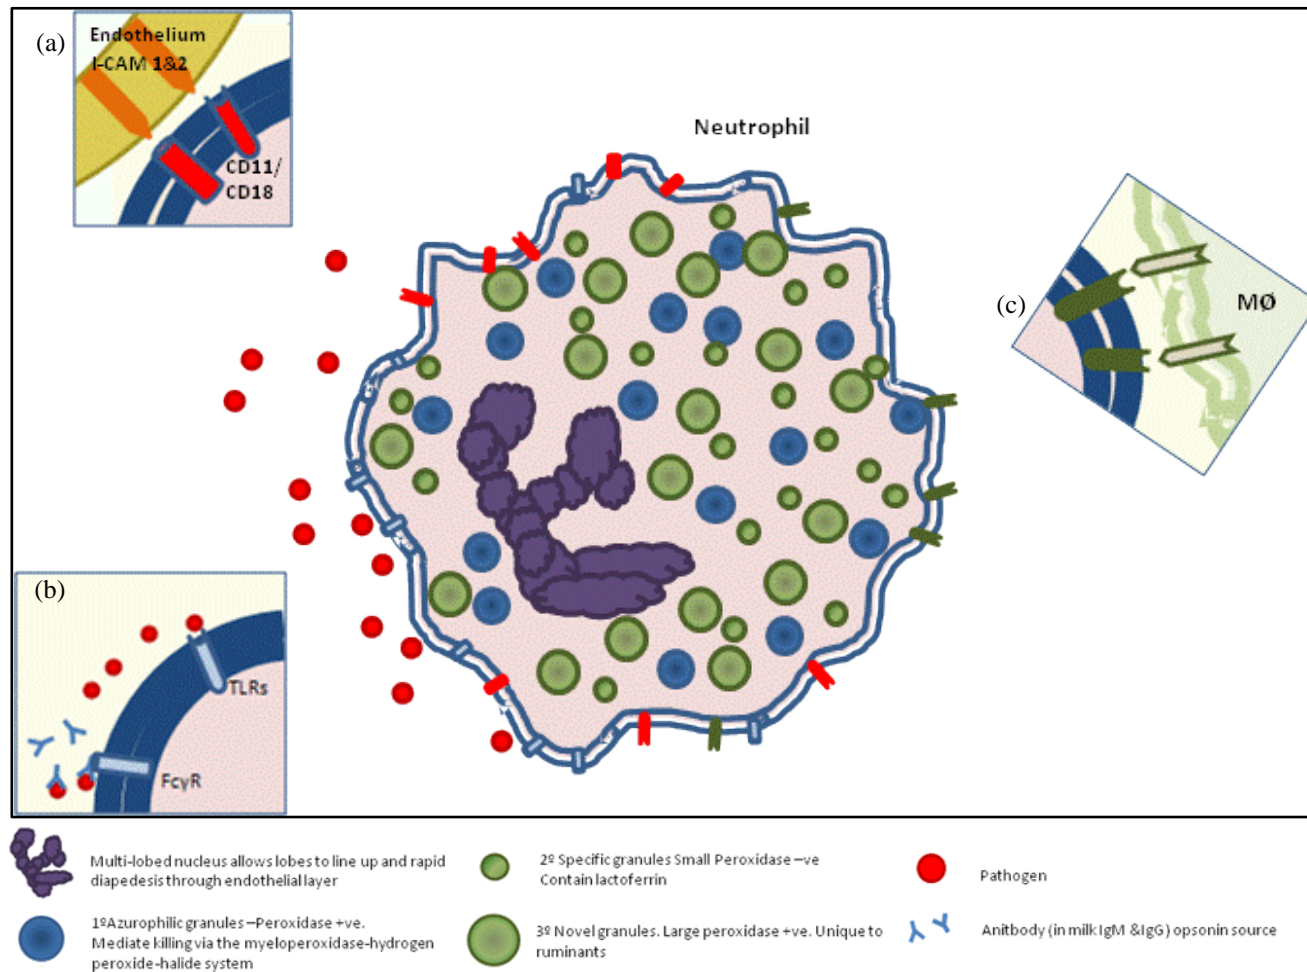 (a)
Endothelium
I-CAM 1&2
CD11/
CD18
Neutrophil
(c)
MØ
(b)
TLRs
FcγR
Multi-lobed nucleus allows lobes to line up and rapid
diapedesis through endothelial layer
1º Azurophilic granules –Peroxidase +ve.
Mediate killing via the myeloperoxidase-hydrogen
peroxide-halide system
2º Specific granules Small Peroxidase –ve
Contain lactoferrin
3º Novel granules. Large peroxidase +ve. Unique to
ruminants
Pathogen
Anitbody (in milk IgM &IgG) opsonin source